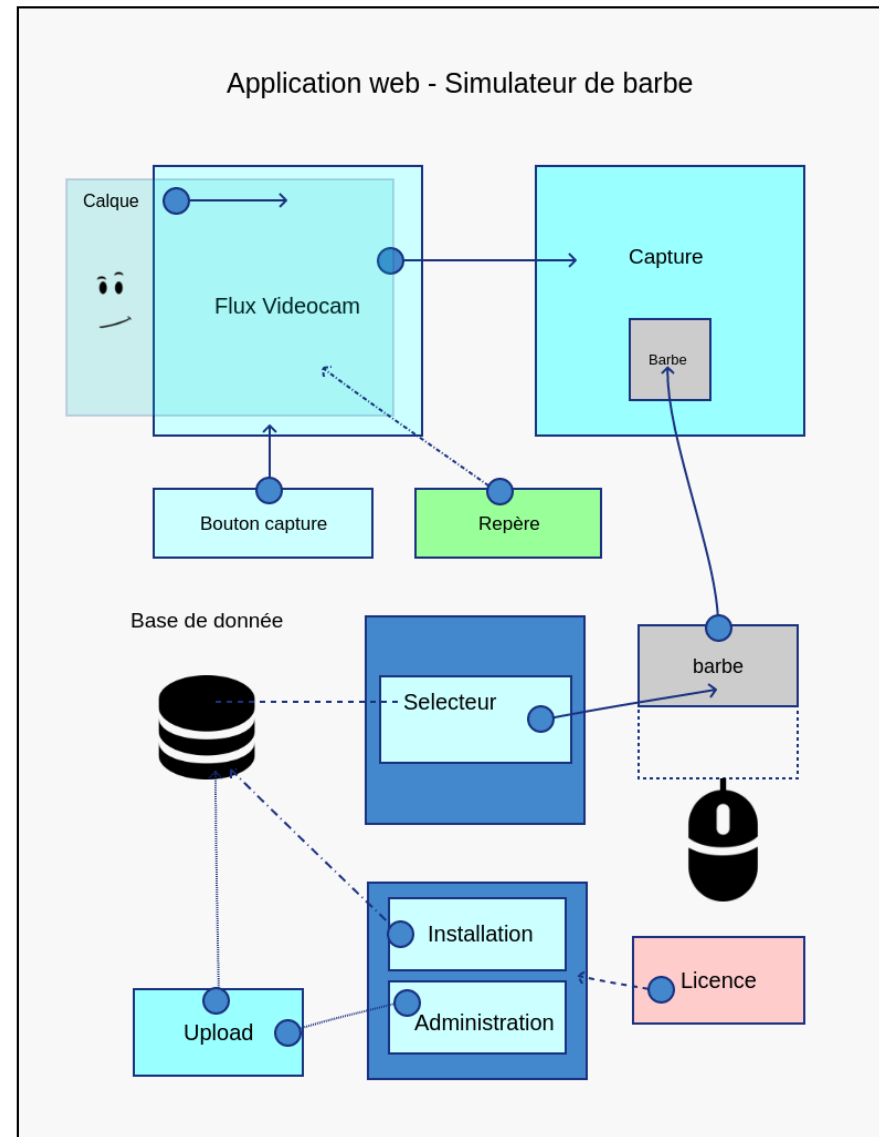 Application web - Simulateur de barbe
Calque
Flux Videocam
Capture
Barbe
Bouton capture
Repère
Base de donnée
Selecteur
barbe
Installation
Administration
Licence
Upload